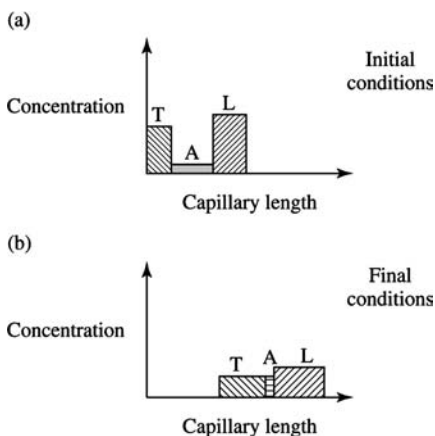 (a)
Initial
conditions
Concentration
T
A
L
Capillary length
(b)
Final
conditions
Concentration
T
A
L
Capillary length